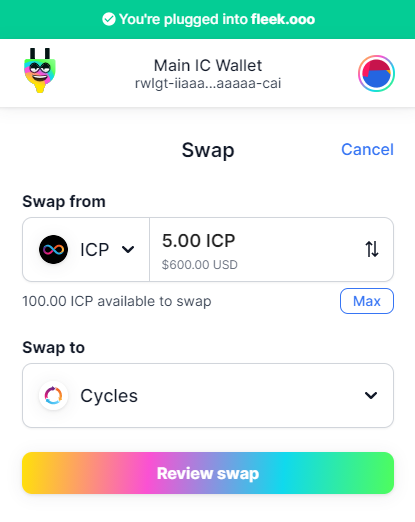 You're plugged into fleek.ooo
Main IC Wallet
rwlgt-iiaaa...aaaaa-cai
Swap
Cancel
Swap from
ICP
5.00 ICP
$600.00 USD
100.00 ICP available to swap
Max
Swap to
Cycles
Review swap